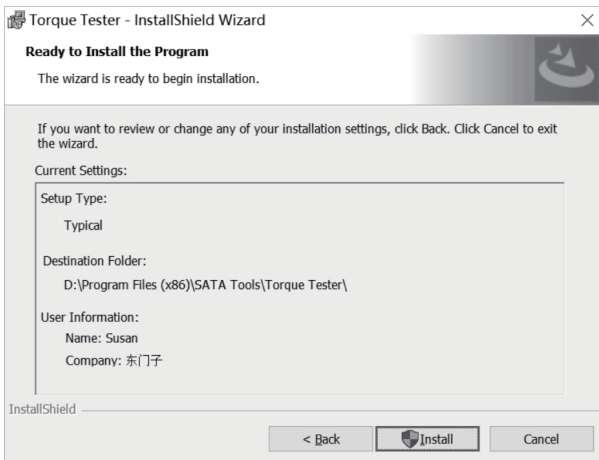 Torque Tester - InstallShield Wizard
Ready to Install the Program
The wizard is ready to begin installation.
If you want to review or change any of your installation settings, click Back. Click Cancel to exit
the wizard.
Current Settings:
Setup Type:
Typical
Destination Folder:
D:\Program Files (x86)\SATA Tools\Torque Tester\
User Information:
Name: Susan
Company: 东门子
InstallShield
< Back Install Cancel